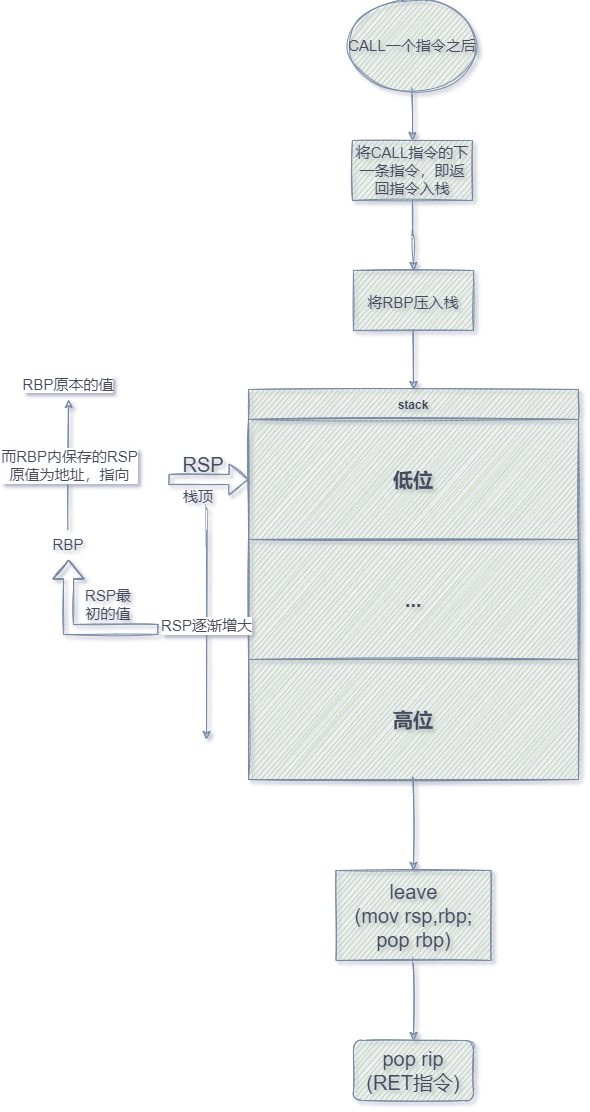 CALL一个指令之后
将CALL指令的下
一条指令，即返
回指令入栈
将RBP压入栈
RBP原本的值
stack
而RBP内保存的RSP
原值为地址，指向
RSP
栈顶
低位
RBP
RSP最
初的值
RSP逐渐增大
...
高位
leave
(mov rsp,rbp;
pop rbp)
pop rip
(RET指令)